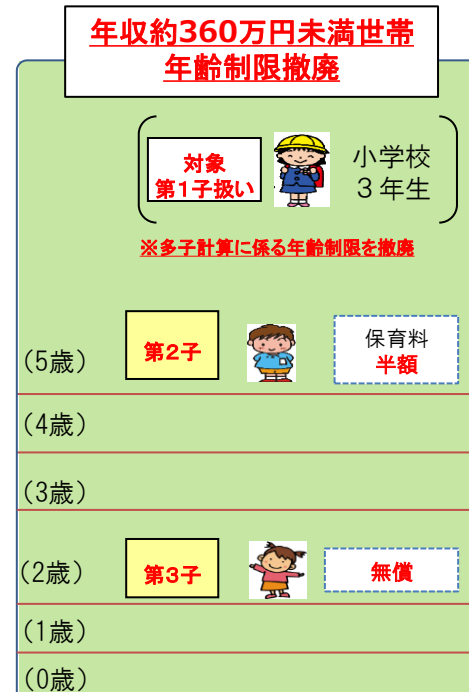 年収約360万円未満世帯
年齢制限撤廃
対象
第1子扱い
小学校
3年生
※多子計算に係る年齢制限を撤廃
(5歳)
第2子
保育料
半額
(4歳)
(3歳)
(2歳)
第3子
無償
(1歳)
(0歳)